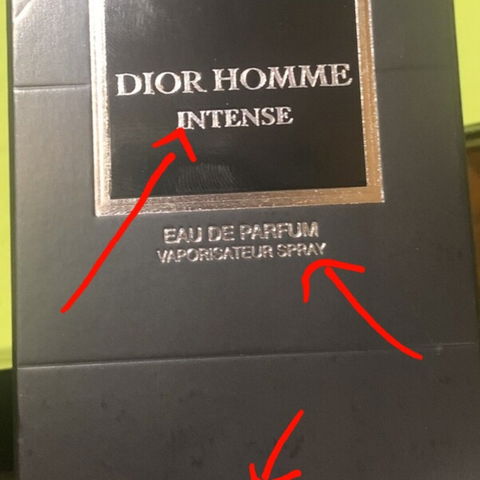 DIOR HOMME
INTENSE
EAU DE PARFUM
VAPORISATEUR SPRAY